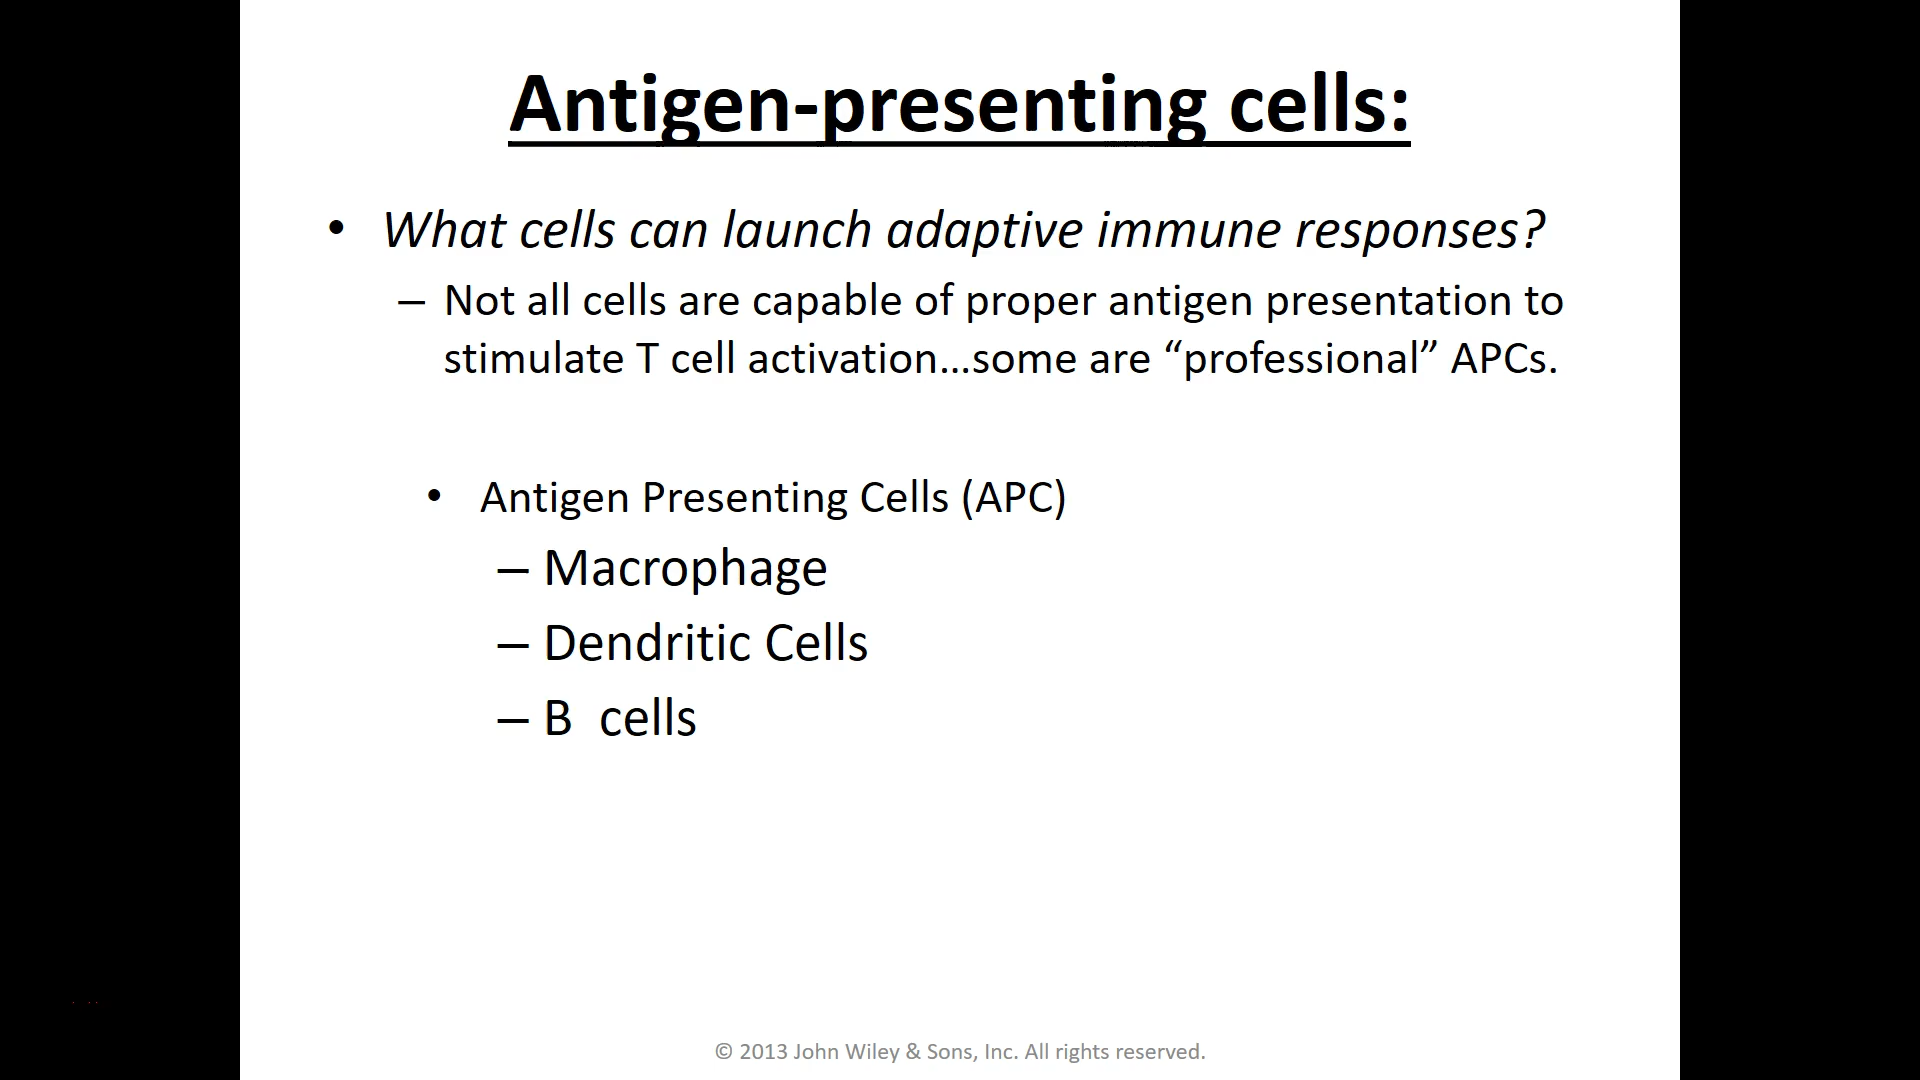 Antigen-presenting cells:
• What cells can launch adaptive immune responses?
– Not all cells are capable of proper antigen presentation to
stimulate T cell activation…some are “professional” APCs.
• Antigen Presenting Cells (APC)
– Macrophage
– Dendritic Cells
– B  cells
© 2013 John Wiley & Sons, Inc. All rights reserved.